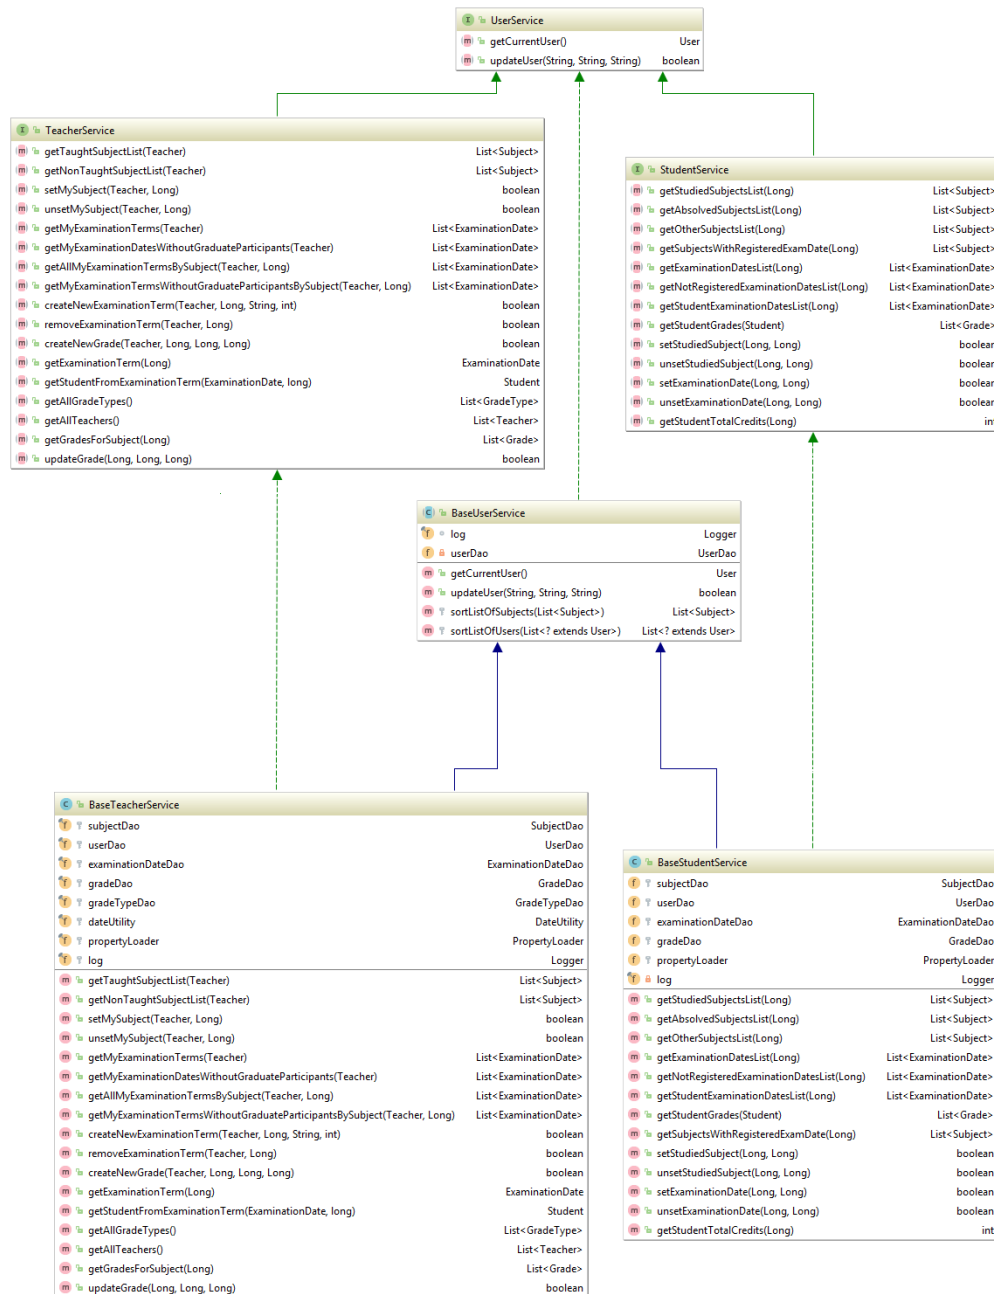 UserService
getCurrentUser() User
updateUser(String, String, String) boolean
TeacherService
getTaughtSubjectList(Teacher) List<Subject>
getNonTaughtSubjectList(Teacher) List<Subject>
setMySubject(Teacher, Long) boolean
unsetMySubject(Teacher, Long) boolean
getMyExaminationTerms(Teacher) List<ExaminationDate>
getMyExaminationDatesWithoutGraduateParticipants(Teacher) List<ExaminationDate>
getAllMyExaminationTermsBySubject(Teacher, Long) List<ExaminationDate>
getMyExaminationTermsWithoutGraduateParticipantsBySubject(Teacher, Long) List<ExaminationDate>
createNewExaminationTerm(Teacher, Long, String, int) boolean
removeExaminationTerm(Teacher, Long) boolean
createNewGrade(Teacher, Long, Long, Long) boolean
getExaminationTerm(Long) ExaminationDate
getStudentFromExaminationTerm(ExaminationDate, long) Student
getAllGradeTypes() List<GradeType>
getAllTeachers() List<Teacher>
getGradesForSubject(Long) List<Grade>
updateGrade(Long, Long, Long) boolean
StudentService
getStudiedSubjectsList(Long) List<Subject>
getAbsolvedSubjectsList(Long) List<Subject>
getOtherSubjectsList(Long) List<Subject>
getSubjectsWithRegisteredExamDate(Long) List<Subject>
getExaminationDatesList(Long) List<ExaminationDate>
getNotRegisteredExaminationDatesList(Long) List<ExaminationDate>
getStudentExaminationDatesList(Long) List<ExaminationDate>
getStudentGrades(Student) List<Grade>
setStudiedSubject(Long, Long) boolean
unsetStudiedSubject(Long, Long) boolean
setExaminationDate(Long, Long) boolean
unsetExaminationDate(Long, Long) boolean
getStudentTotalCredits(Long) int
BaseUserService
log Logger
userDao UserDao
getCurrentUser() User
updateUser(String, String, String) boolean
sortListOfSubjects(List<Subject>) List<Subject>
sortListOfUsers(List<? extends User>) List<? extends User>
BaseTeacherService
subjectDao SubjectDao
userDao UserDao
examinationDateDao ExaminationDateDao
gradeDao GradeDao
gradeTypeDao GradeTypeDao
dateUtility DateUtility
propertyLoader PropertyLoader
log Logger
getTaughtSubjectList(Teacher) List<Subject>
getNonTaughtSubjectList(Teacher) List<Subject>
setMySubject(Teacher, Long) boolean
unsetMySubject(Teacher, Long) boolean
getMyExaminationTerms(Teacher) List<ExaminationDate>
getMyExaminationDatesWithoutGraduateParticipants(Teacher) List<ExaminationDate>
getAllMyExaminationTermsBySubject(Teacher, Long) List<ExaminationDate>
getMyExaminationTermsWithoutGraduateParticipantsBySubject(Teacher, Long) List<ExaminationDate>
createNewExaminationTerm(Teacher, Long, String, int) boolean
removeExaminationTerm(Teacher, Long) boolean
createNewGrade(Teacher, Long, Long, Long) boolean
getExaminationTerm(Long) ExaminationDate
getStudentFromExaminationTerm(ExaminationDate, long) Student
getAllGradeTypes() List<GradeType>
getAllTeachers() List<Teacher>
getGradesForSubject(Long) List<Grade>
updateGrade(Long, Long, Long) boolean
BaseStudentService
subjectDao SubjectDao
userDao UserDao
examinationDateDao ExaminationDateDao
gradeDao GradeDao
propertyLoader PropertyLoader
log Logger
getStudiedSubjectsList(Long) List<Subject>
getAbsolvedSubjectsList(Long) List<Subject>
getOtherSubjectsList(Long) List<Subject>
getExaminationDatesList(Long) List<ExaminationDate>
getNotRegisteredExaminationDatesList(Long) List<ExaminationDate>
getStudentExaminationDatesList(Long) List<ExaminationDate>
getStudentGrades(Student) List<Grade>
getSubjectsWithRegisteredExamDate(Long) List<Subject>
setStudiedSubject(Long, Long) boolean
unsetStudiedSubject(Long, Long) boolean
setExaminationDate(Long, Long) boolean
unsetExaminationDate(Long, Long) boolean
getStudentTotalCredits(Long) int